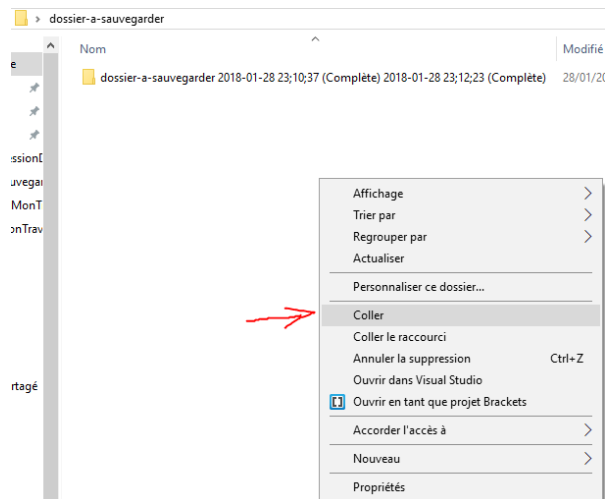 dossier-a-sauvegarder
Nom
Modifié
dossier-a-sauvegarder 2018-01-28 23;10;37 (Complète) 2018-01-28 23;12;23 (Complète)
28/01/20
e
ssionD
uvegar
MonT
onTrav
rtagé
Affichage
Trier par
Regrouper par
Actualiser
Personnaliser ce dossier...
Coller
Coller le raccourci
Annuler la suppression Ctrl+Z
Ouvrir dans Visual Studio
Ouvrir en tant que projet Brackets
Accorder l'accès à
Nouveau
Propriétés